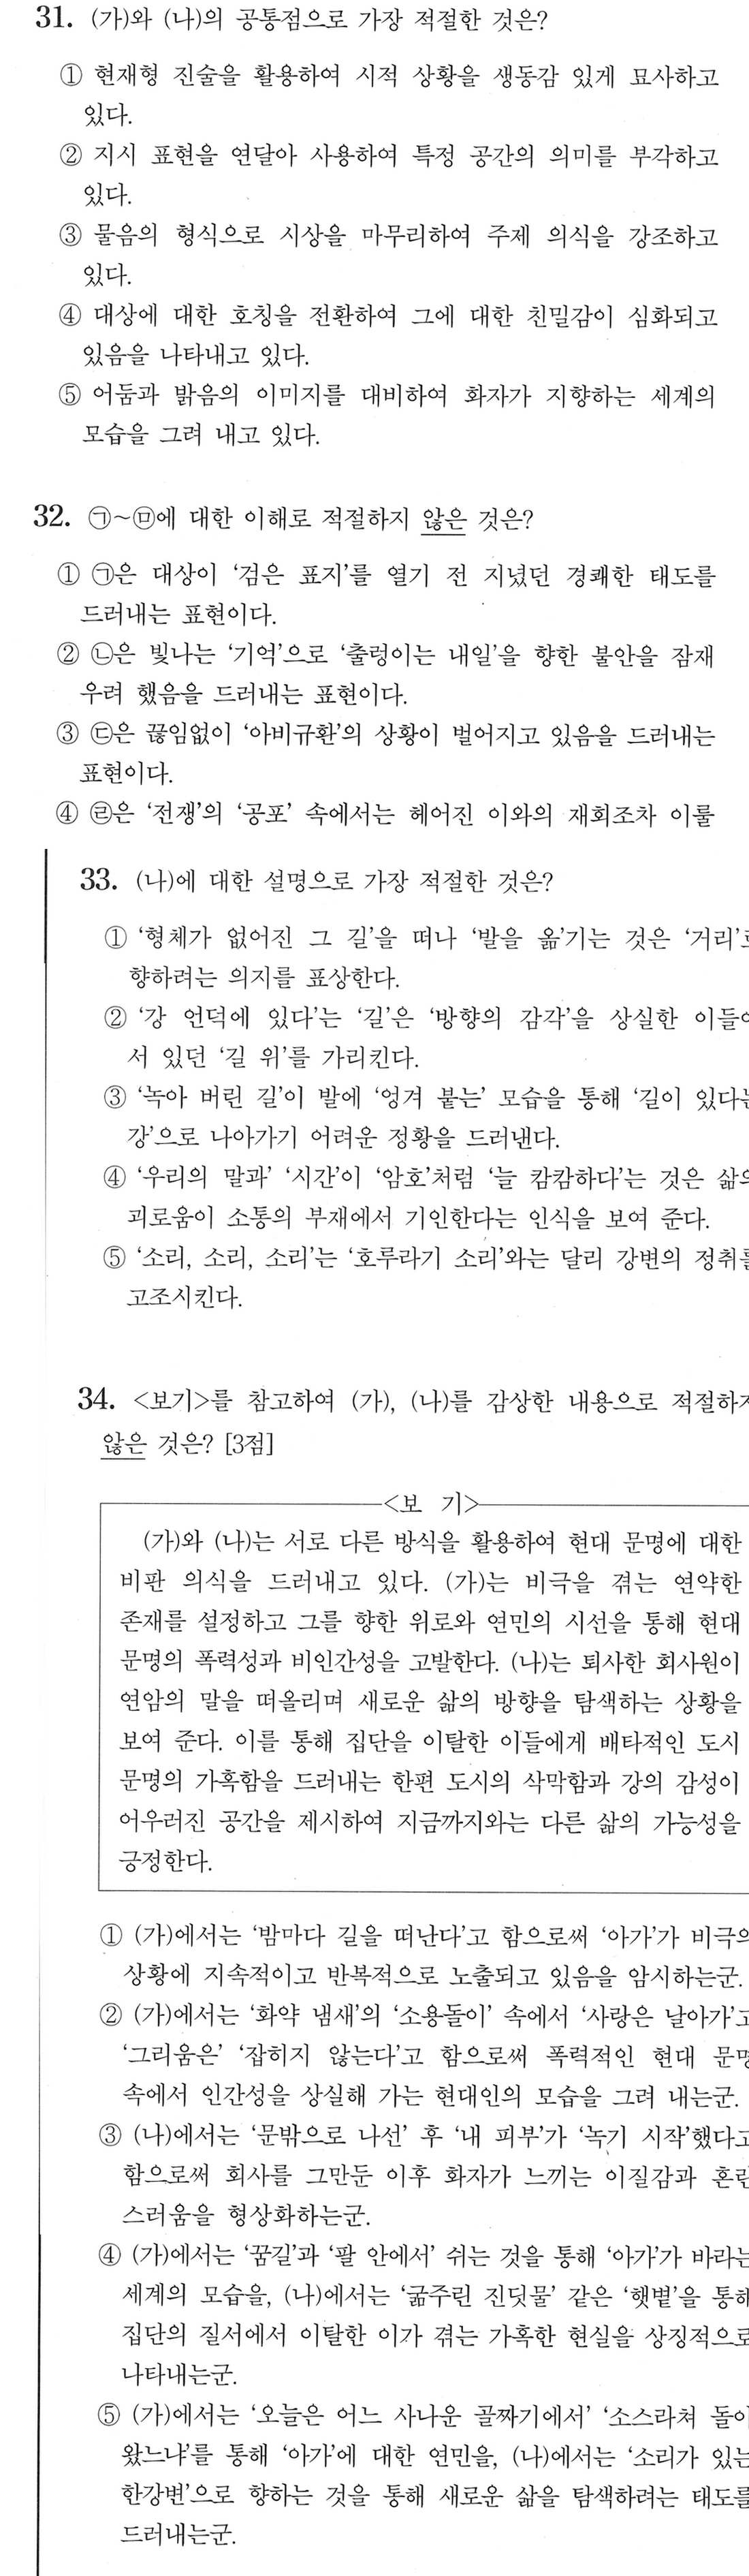 31. (가)와 (나)의 공통점으로 가장 적절한 것은?
① 현재형 진술을 활용하여 시적 상황을 생동감 있게 묘사하고
있다.
② 지시 표현을 연달아 사용하여 특정 공간의 의미를 부각하고
있다.
③ 물음의 형식으로 시상을 마무리하여 주제 의식을 강조하고
있다.
④ 대상에 대한 호칭을 전환하여 그에 대한 친밀감이 심화되고
있음을 나타내고 있다.
⑤ 어둠과 밝음의 이미지를 대비하여 화자가 지향하는 세계의
모습을 그려 내고 있다.
32. ㉠~㉤에 대한 이해로 적절하지 않은 것은?
① ㉠은 대상이 ‘검은 표지’를 열기 전 지녔던 경쾌한 태도를
드러내는 표현이다.
② ㉡은 빛나는 ‘기억’으로 ‘출렁이는 내일’을 향한 불안을 잠재
우려 했음을 드러내는 표현이다.
③ ㉢은 끊임없이 ‘아비규환’의 상황이 벌어지고 있음을 드러내는
표현이다.
④ ㉣은 ‘전쟁’의 ‘공포’ 속에서는 헤어진 이와의 재회조차 이룰
33. (나)에 대한 설명으로 가장 적절한 것은?
① ‘형체가 없어진 그 길’을 떠나 ‘발을 옮’기는 것은 ‘거리’로
향하려는 의지를 표상한다.
② ‘강 언덕에 있다’는 ‘길’은 ‘방향의 감각’을 상실한 이들이
서 있던 ‘길 위’를 가리킨다.
③ ‘녹아 버린 길’이 발에 ‘엉겨 붙는’ 모습을 통해 ‘길이 있다는
강’으로 나아가기 어려운 정황을 드러낸다.
④ ‘우리의 말과’ ‘시간’이 ‘암호’처럼 ‘늘 캄캄하다’는 것은 삶의
괴로움이 소통의 부재에서 기인한다는 인식을 보여 준다.
⑤ ‘소리, 소리, 소리’는 ‘호루라기 소리’와는 달리 강변의 정취를
고조시킨다.
34. <보기>를 참고하여 (가), (나)를 감상한 내용으로 적절하지
않은 것은? [3점]
<보 기>
(가)와 (나)는 서로 다른 방식을 활용하여 현대 문명에 대한
비판 의식을 드러내고 있다. (가)는 비극을 겪는 연약한
존재를 설정하고 그를 향한 위로와 연민의 시선을 통해 현대
문명의 폭력성과 비인간성을 고발한다. (나)는 퇴사한 회사원이
연암의 말을 떠올리며 새로운 삶의 방향을 탐색하는 상황을
보여 준다. 이를 통해 집단을 이탈한 이들에게 배타적인 도시
문명의 가혹함을 드러내는 한편 도시의 삭막함과 강의 감성이
어우러진 공간을 제시하여 지금까지와는 다른 삶의 가능성을
긍정한다.
① (가)에서는 ‘밤마다 길을 떠난다’고 함으로써 ‘아가’가 비극의
상황에 지속적이고 반복적으로 노출되고 있음을 암시하는군.
② (가)에서는 ‘화약 냄새’의 ‘소용돌이’ 속에서 ‘사랑은 날아가’고
‘그리움은’ ‘잡히지 않는다’고 함으로써 폭력적인 현대 문명
속에서 인간성을 상실해 가는 현대인의 모습을 그려 내는군.
③ (나)에서는 ‘문밖으로 나선’ 후 ‘내 피부’가 ‘녹기 시작’했다고
함으로써 회사를 그만둔 이후 화자가 느끼는 이질감과 혼란
스러움을 형상화하는군.
④ (가)에서는 ‘꿈길’과 ‘팔 안에서’ 쉬는 것을 통해 ‘아가’가 바라는
세계의 모습을, (나)에서는 ‘굶주린 진딧물’ 같은 ‘햇볕’을 통해
집단의 질서에서 이탈한 이가 겪는 가혹한 현실을 상징적으로
나타내는군.
⑤ (가)에서는 ‘오늘은 어느 사나운 골짜기에서’ ‘소스라쳐 돌아
왔느냐’를 통해 ‘아가’에 대한 연민을, (나)에서는 ‘소리가 있는
한강변’으로 향하는 것을 통해 새로운 삶을 탐색하려는 태도를
드러내는군.